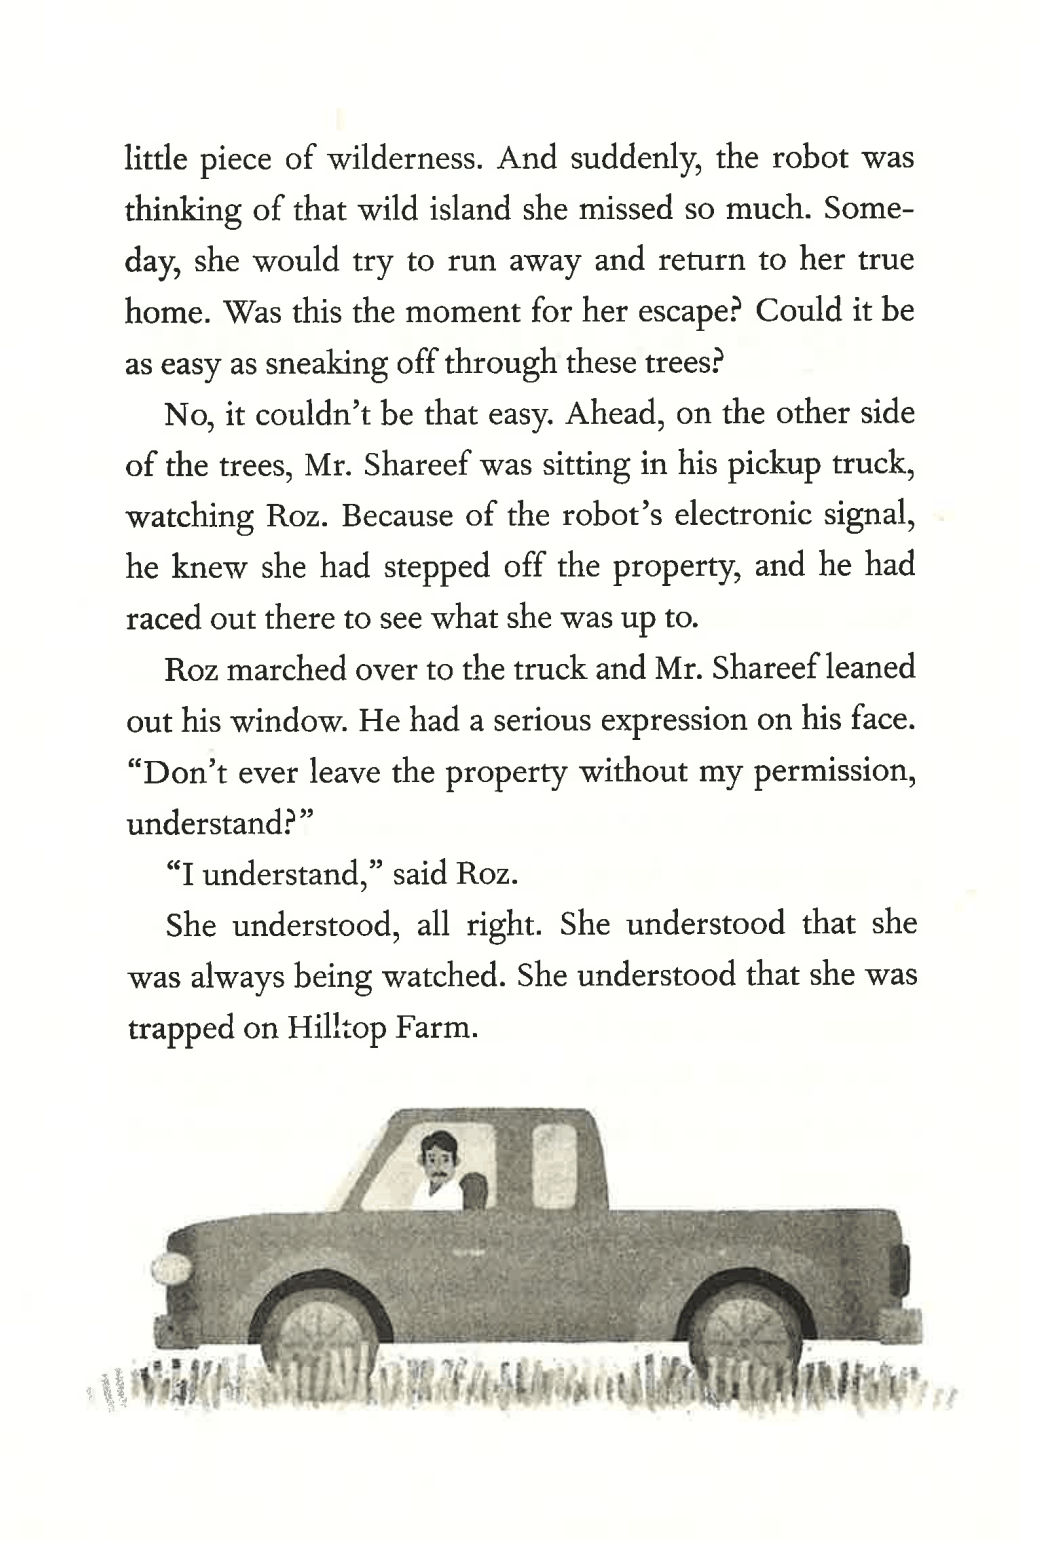 little piece of wilderness. And suddenly, the robot was
thinking of that wild island she missed so much. Some-
day, she would try to run away and return to her true
home. Was this the moment for her escape? Could it be
as easy as sneaking off through these trees?
No, it couldn’t be that easy. Ahead, on the other side
of the trees, Mr. Shareef was sitting in his pickup truck,
watching Roz. Because of the robot’s electronic signal,
he knew she had stepped off the property, and he had
raced out there to see what she was up to.
Roz marched over to the truck and Mr. Shareef leaned
out his window. He had a serious expression on his face.
“Don’t ever leave the property without my permission,
understand?”
“I understand,” said Roz.
She understood, all right. She understood that she
was always being watched. She understood that she was
trapped on Hilltop Farm.